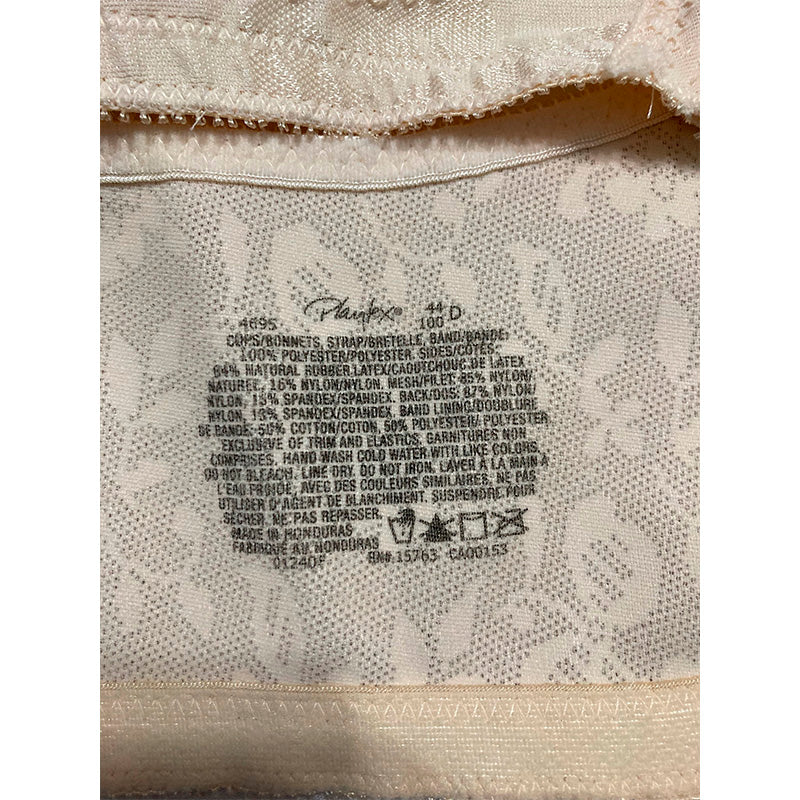 Playtex® 44 D
4695 100
CUPS/BONNETS, STRAP/BRETELLE, BAND/BANDE:
100% POLYESTER/POLYESTER. SIDES/COTES:
84% NATURAL RUBBER LATEX/CAOUTCHOUC DE LATEX
NATUREL, 16% NYLON/NYLON. MESH/FILET: 85% NYLON/
NYLON, 15% SPANDEX/SPANDEX. BACK/DOS: 87% NYLON/
NYLON, 13% SPANDEX/SPANDEX. BAND LINING/DOUBLURE
DE BANDE: 50% COTTON/COTON, 50% POLYESTER/ POLYESTER
EXCLUSIVE OF TRIM AND ELASTICS. GARNITURES NON
COMPRISES. HAND WASH COLD WATER WITH LIKE COLORS.
DO NOT BLEACH. LINE DRY. DO NOT IRON. LAVER À LA MAIN À
L'EAU FROIDE, AVEC DES COULEURS SIMILAIRES. NE PAS
UTILISER D'AGENT DE BLANCHIMENT. SUSPENDRE POUR
SÉCHER. NE PAS REPASSER.
MADE IN HONDURAS
FABRIQUÉ AU HONDURAS
RN# 15763 CA00153